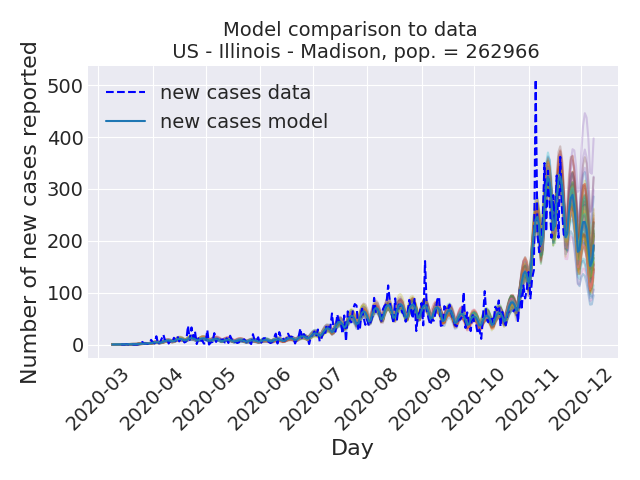 Model comparison to data
US - Illinois - Madison, pop. = 262966
Number of new cases reported
500
400
300
200
100
0
new cases data
new cases model
2020-03
2020-04
2020-05
2020-06
2020-07
2020-08
2020-09
2020-10
2020-11
2020-12
Day